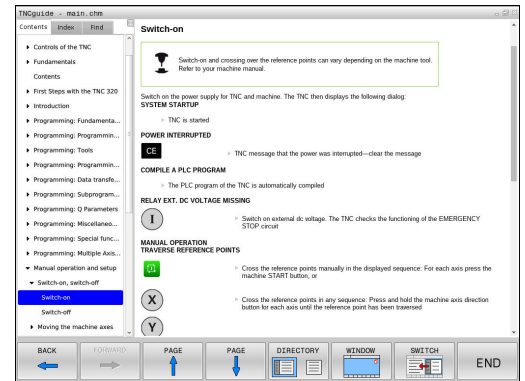 TNCguide - main.chm
Contents Index Find
Controls of the TNC
Fundamentals
Contents
First Steps with the TNC 320
Introduction
Programming: Fundamenta...
Programming: Programmin...
Programming: Tools
Programming: Programmin...
Programming: Data transfe...
Programming: Subprogram...
Programming: Q Parameters
Programming: Miscellaneo...
Programming: Special func...
Programming: Multiple Axis...
Manual operation and setup
Switch-on, switch-off
Switch-on
Switch-off
Moving the machine axes
Switch-on
Switch-on and crossing over the reference points can vary depending on the machine tool.
Refer to your machine manual.
Switch on the power supply for TNC and machine. The TNC then displays the following dialog:
SYSTEM STARTUP
TNC is started
POWER INTERRUPTED
CE
TNC message that the power was interrupted—clear the message
COMPILE A PLC PROGRAM
The PLC program of the TNC is automatically compiled
RELAY EXT. DC VOLTAGE MISSING
I
Switch on external dc voltage. The TNC checks the functioning of the EMERGENCY
STOP circuit
MANUAL OPERATION
TRAVERSE REFERENCE POINTS
Cross the reference points manually in the displayed sequence: For each axis press the
machine START button, or
X
Cross the reference points in any sequence: Press and hold the machine axis direction
button for each axis until the reference point has been traversed
Y
BACK FORWARD PAGE PAGE DIRECTORY WINDOW SWITCH END